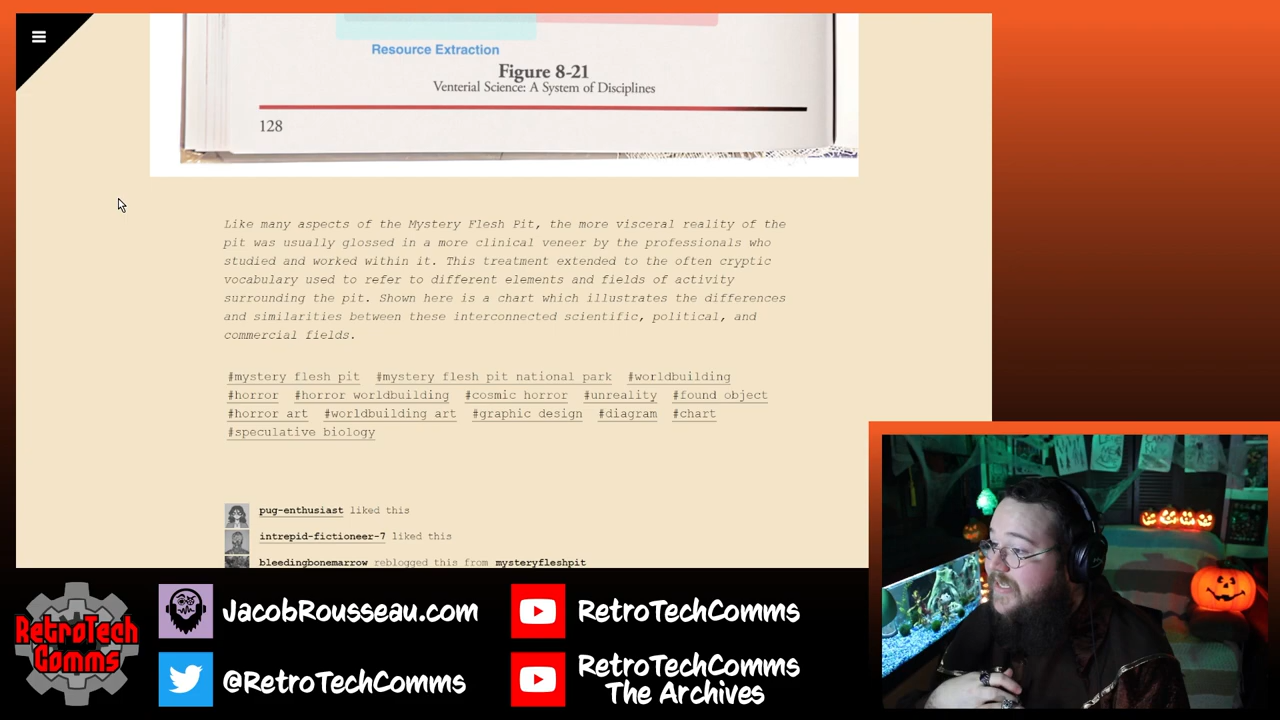 Resource Extraction
Figure 8-21
Venterial Science: A System of Disciplines
128
Like many aspects of the Mystery Flesh Pit, the more visceral reality of the
pit was usually glossed in a more clinical veneer by the professionals who
studied and worked within it. This treatment extended to the often cryptic
vocabulary used to refer to different elements and fields of activity
surrounding the pit. Shown here is a chart which illustrates the differences
and similarities between these interconnected scientific, political, and
commercial fields.
#mystery flesh pit #mystery flesh pit national park #worldbuilding
#horror #horror worldbuilding #cosmic horror #unreality #found object
#horror art #worldbuilding art #graphic design #diagram #chart
#speculative biology
pug-enthusiast liked this
intrepid-fictioneer-7 liked this
bleedingbonemarrow reblogged this from mysteryfleshpit
RetroTech
Comms
JacobRousseau.com
@RetroTechComms
RetroTechComms
RetroTechComms
The Archives